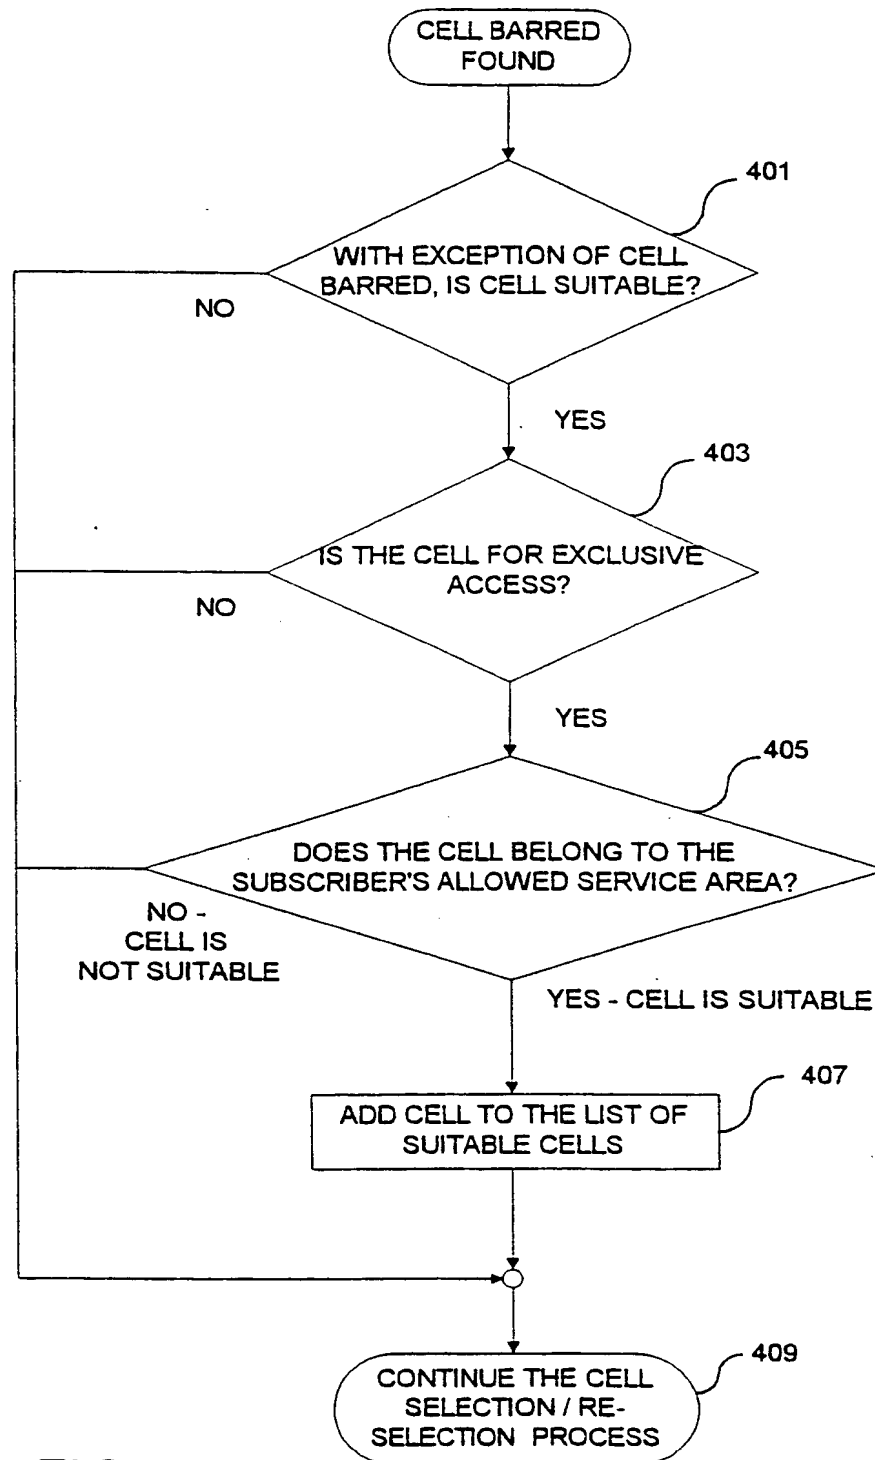 CELL BARRED
FOUND
401
WITH EXCEPTION OF CELL
BARRED, IS CELL SUITABLE?
NO
YES
403
IS THE CELL FOR EXCLUSIVE
ACCESS?
NO
YES
405
DOES THE CELL BELONG TO THE
SUBSCRIBER'S ALLOWED SERVICE AREA?
NO -
CELL IS
NOT SUITABLE
YES - CELL IS SUITABLE
407
ADD CELL TO THE LIST OF
SUITABLE CELLS
409
CONTINUE THE CELL
SELECTION / RE-
SELECTION PROCESS